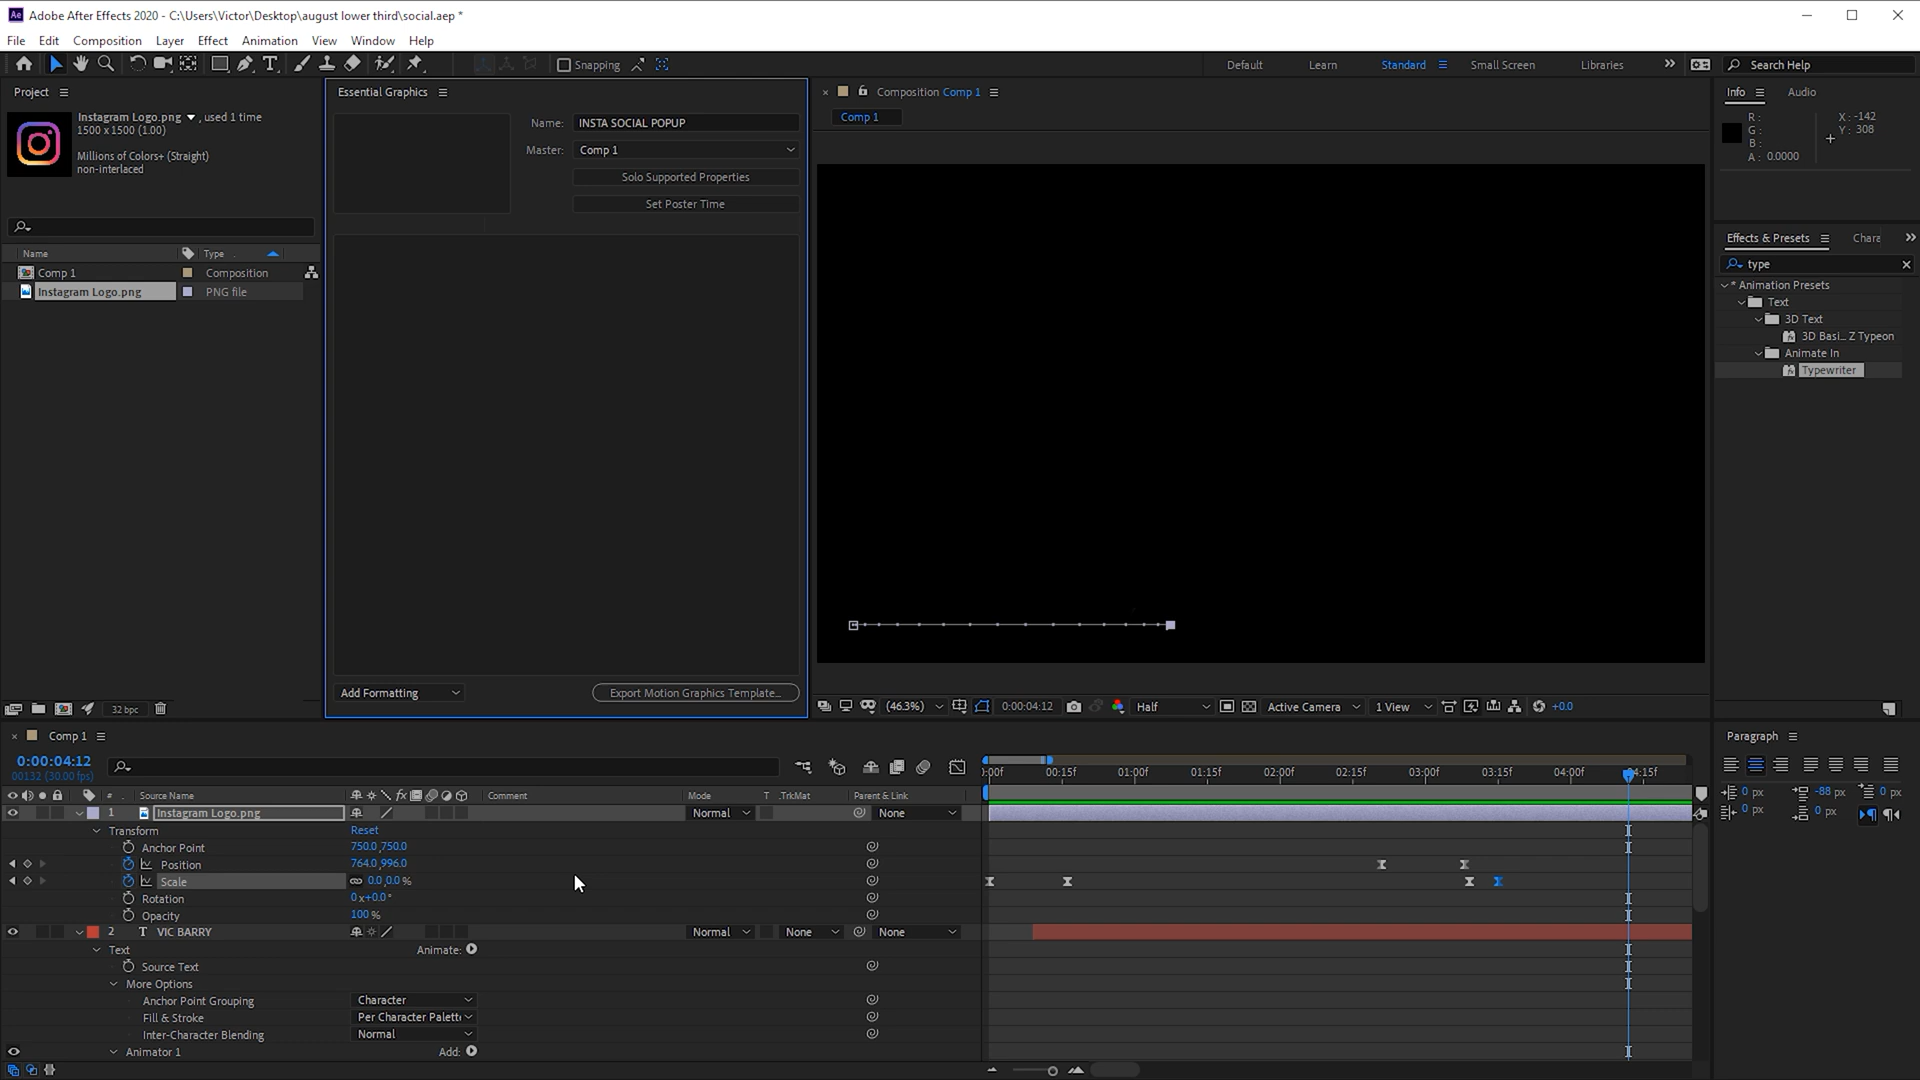 Adobe After Effects 2020 - C:\Users\Victor\Desktop\august lower third\social.aep *
File Edit Composition Layer Effect Animation View Window Help
Snapping Default Learn Standard Small Screen Libraries Search Help
Project
Instagram Logo.png , used 1 time
1500 x 1500 (1.00)
Millions of Colors+ (Straight)
non-interlaced
Name Type
Comp 1 Composition
Instagram Logo.png PNG file
32 bpc
Essential Graphics
Name: INSTA SOCIAL POPUP
Master: Comp 1
Solo Supported Properties
Set Poster Time
Add Formatting Export Motion Graphics Template...
Composition Comp 1
Comp 1
(46.3%) 0:00:04:12 Half Active Camera 1 View +0.0
Info Audio
R: X: -142
G: Y: 308
B:
A: 0.0000
Effects & Presets Chara
type
* Animation Presets
Text
3D Text
3D Basi... Z Typeon
Animate In
Typewriter
Paragraph
0 px -88 px 0 px
0 px 0 px
Comp 1
0:00:04:12
00132 (30.00 fps)
:00f 00:15f 01:00f 01:15f 02:00f 02:15f 03:00f 03:15f 04:00f 04:15f
# Source Name Comment Mode T .TrkMat Parent & Link
1 Instagram Logo.png Normal None
Transform Reset
Anchor Point 750.0,750.0
Position 764.0,996.0
Scale 0.0,0.0 %
Rotation 0x+0.0°
Opacity 100 %
2 T VIC BARRY Normal None None
Text Animate:
Source Text
More Options
Anchor Point Grouping Character
Fill & Stroke Per Character Palett
Inter-Character Blending Normal
Animator 1 Add: